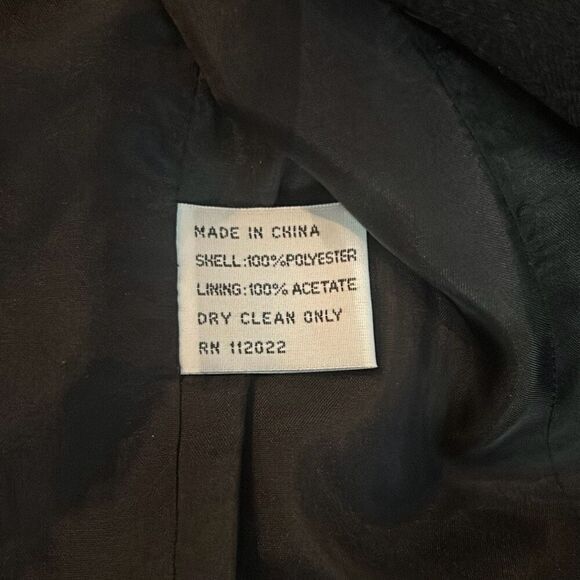 MADE IN CHINA
SHELL:100%POLYESTER
LINING:100% ACETATE
DRY CLEAN ONLY
RN 112022